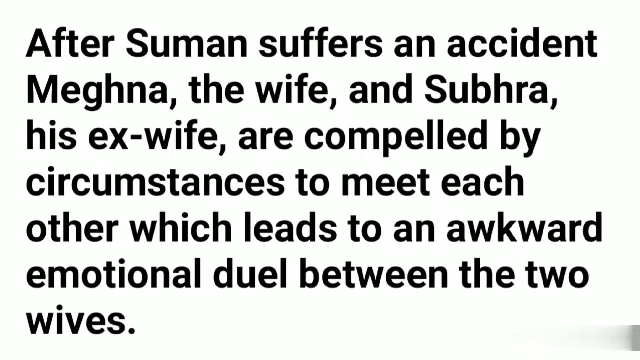 After Suman suffers an accident
Meghna, the wife, and Subhra,
his ex-wife, are compelled by
circumstances to meet each
other which leads to an awkward
emotional duel between the two
wives.